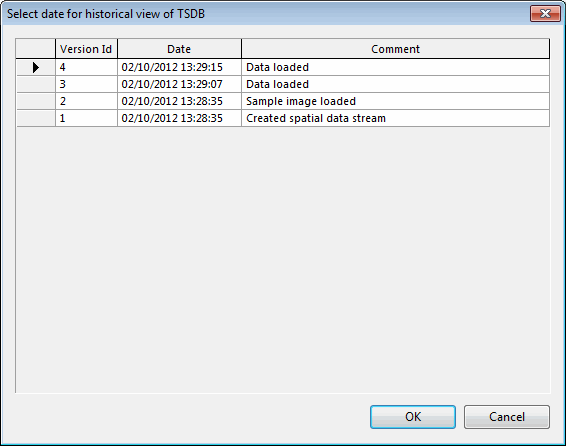 Select date for historical view of TSDB
Version Id Date Comment
4 02/10/2012 13:29:15 Data loaded
3 02/10/2012 13:29:07 Data loaded
2 02/10/2012 13:28:35 Sample image loaded
1 02/10/2012 13:28:35 Created spatial data stream
OK Cancel